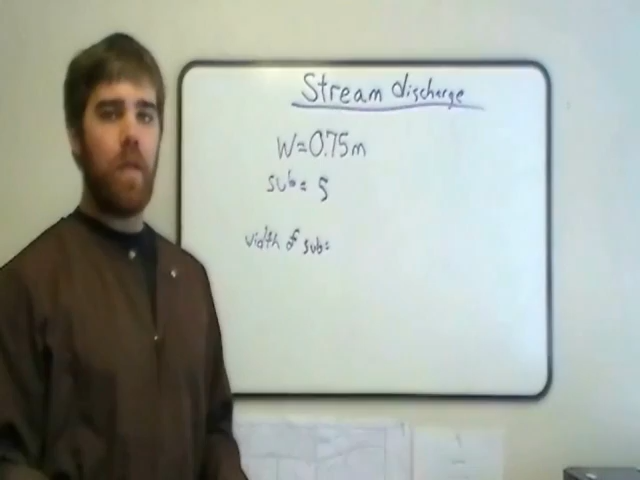 Stream discharge
W=0.75m
sub= 5
width of sub=